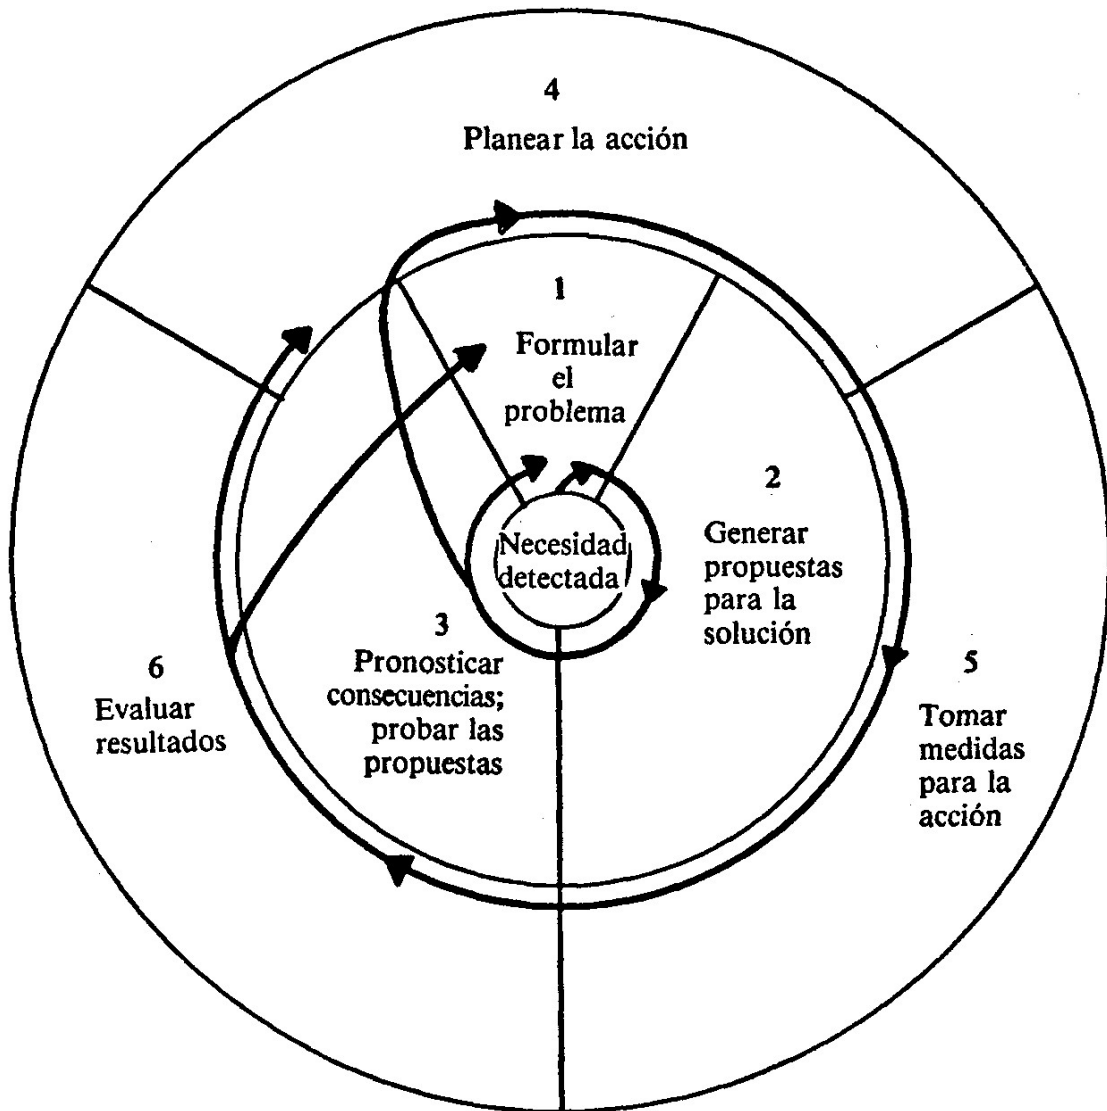 4
Planear la acción
1
Formular
el
problema
2
Generar
propuestas
para la
solución
Necesidad
detectada
3
Pronosticar
consecuencias;
probar las
propuestas
5
Tomar
medidas
para la
acción
6
Evaluar
resultados